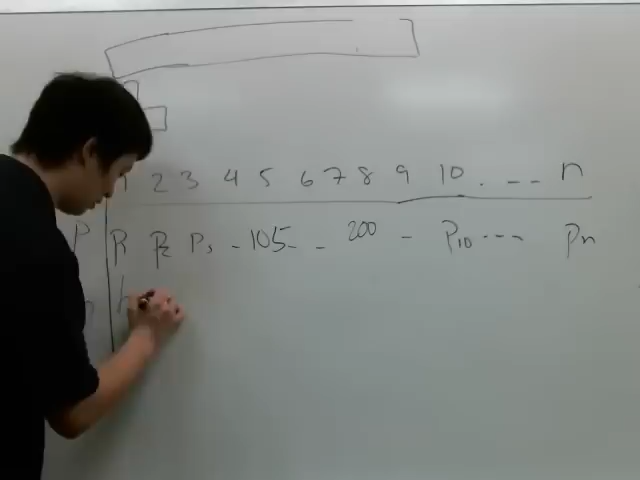 1 2 3 4 5 6 7 8 9 10 . - - n
P P1 P2 P3 - 105 - - 200 - P10 --- Pn
h